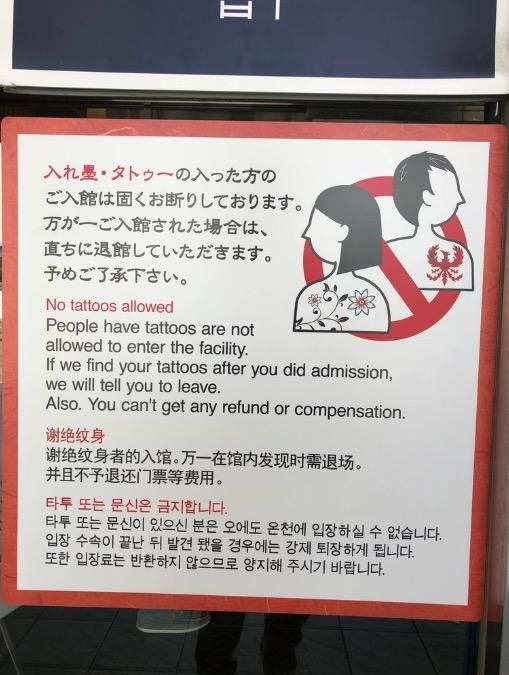 入れ墨・タトゥーの入った方の
ご入館は固くお断りしております。
万が一ご入館された場合は、
直ちに退館していただきます。
予めご了承下さい。
No tattoos allowed
People have tattoos are not
allowed to enter the facility.
If we find your tattoos after you did admission,
we will tell you to leave.
Also. You can't get any refund or compensation.
谢绝纹身
谢绝纹身者的入馆。万一在馆内发现时需退场。
并且不予退还门票等费用。
타투 또는 문신은 금지합니다.
타투 또는 문신이 있으신 분은 오에도 온천에 입장하실 수 없습니다.
입장 수속이 끝난 뒤 발견 됐을 경우에는 강제 퇴장하게 됩니다.
또한 입장료는 반환하지 않으므로 양지해 주시기 바랍니다.